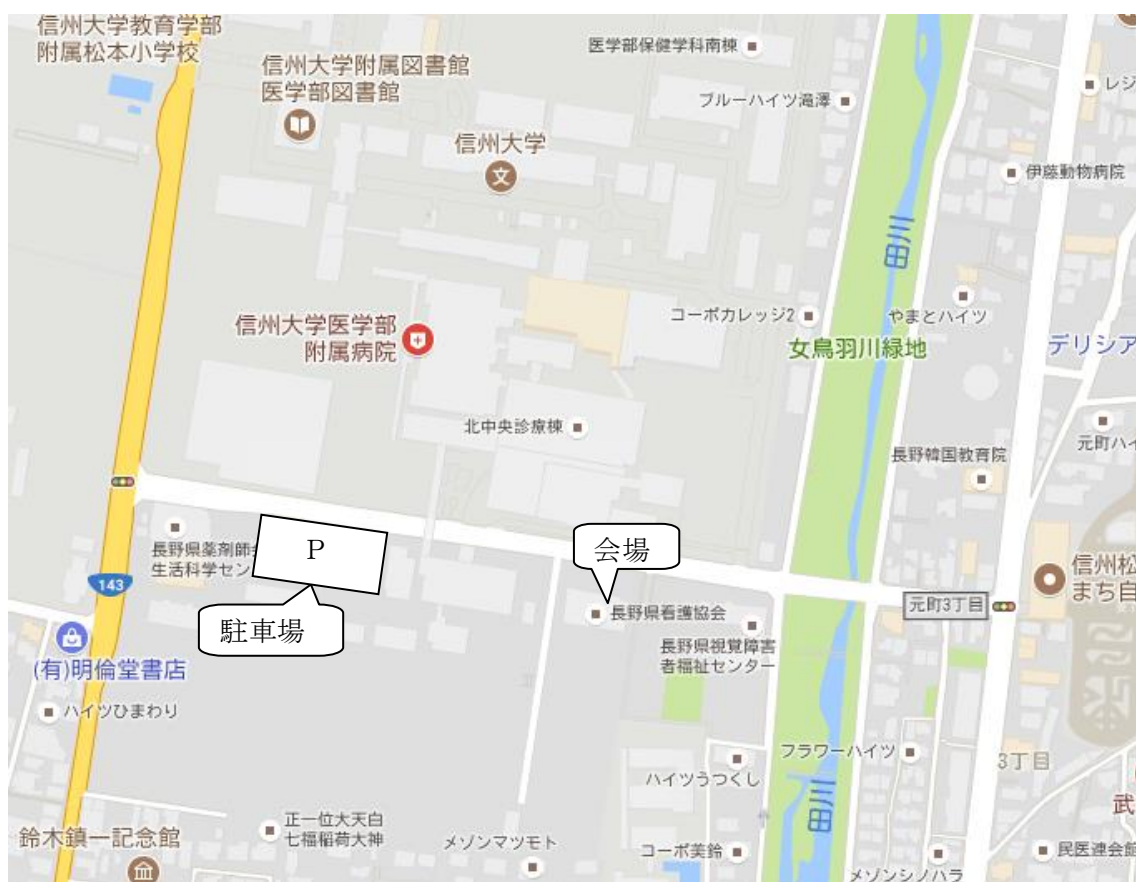 信州大学教育学部
附属松本小学校
信州大学附属図書館
医学部図書館
医学部保健学科南棟
レジ
ブルーハイツ滝澤
信州大学
文
伊藤動物病院
田川
やまとハイツ
コーポカレッジ2
信州大学医学部
附属病院
女鳥羽川緑地
デリシア
北中央診療棟
元町ハイ
長野韓国教育院
P
会場
長野県薬剤師会
生活科学セン
143
駐車場
長野県看護協会
元町3丁目
信州松
まち自
長野県視覚障害
者福祉センター
(有)明倫堂書店
ハイツひまわり
フラワーハイツ
3丁目
ハイツうつくし
田川
武
正一位大天白
七福稲荷大神
鈴木鎮一記念館
メゾンマツモト
コーポ美鈴
メゾンシノハラ
民医連会館